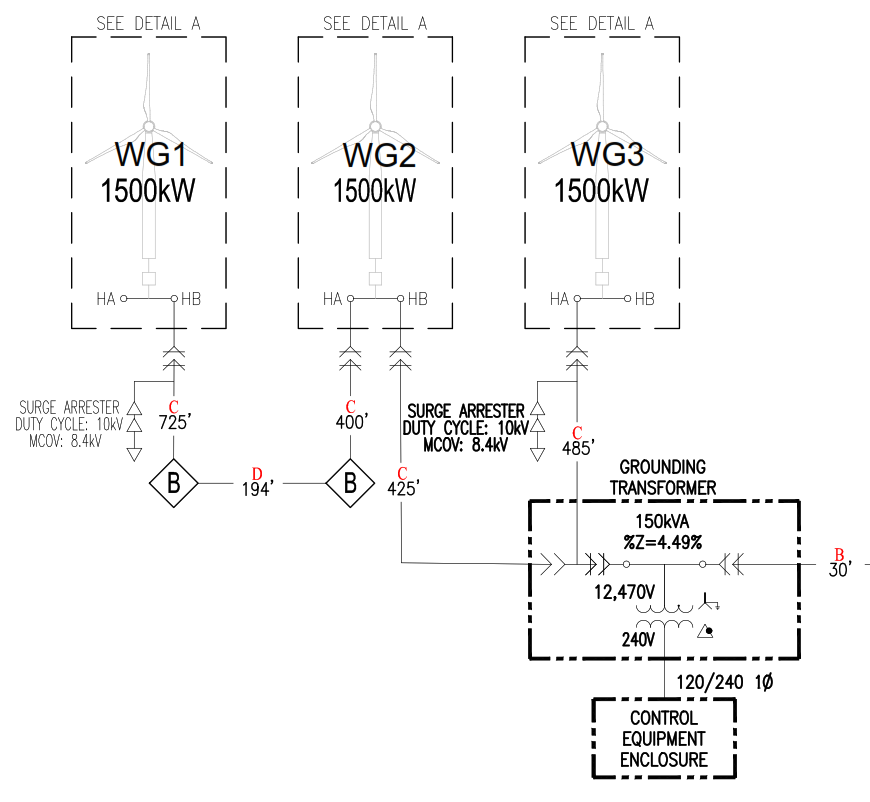 SEE DETAIL A
SEE DETAIL A
SEE DETAIL A
WG1
1500kW
WG2
1500kW
WG3
1500kW
HA
HB
HA
HB
HA
HB
SURGE ARRESTER
DUTY CYCLE: 10kV
MCOV: 8.4kV
C
725'
C
400'
C
425'
SURGE ARRESTER
DUTY CYCLE: 10kV
MCOV: 8.4kV
C
485'
B
D
194'
B
GROUNDING
TRANSFORMER
150kVA
%Z=4.49%
12,470V
240V
B
30'
120/240 1Ø
CONTROL
EQUIPMENT
ENCLOSURE